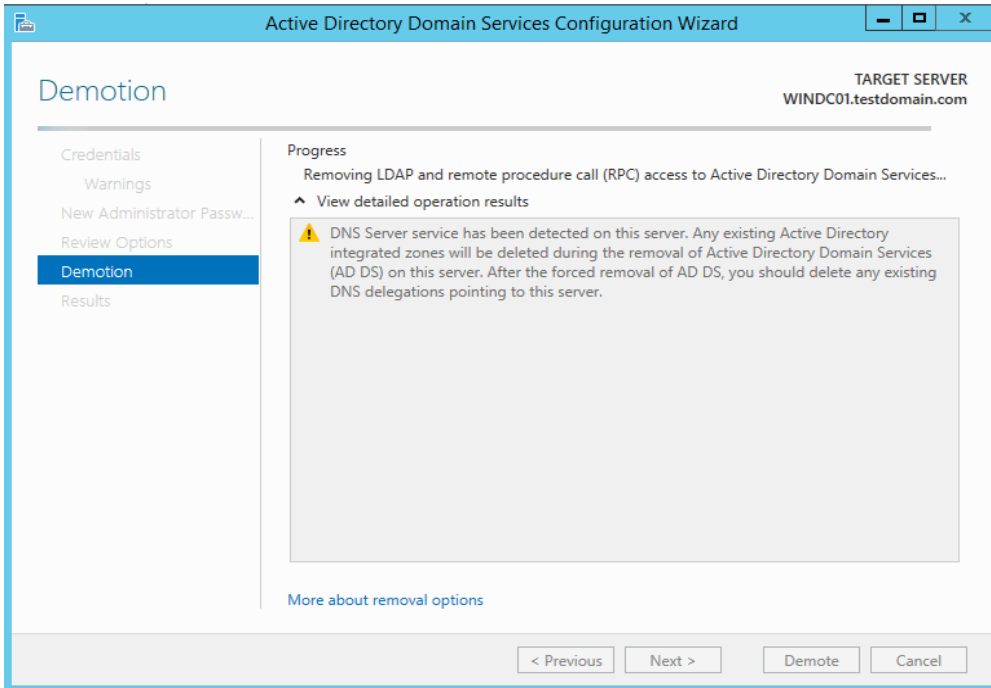 Active Directory Domain Services Configuration Wizard
Demotion
TARGET SERVER
WINDC01.testdomain.com
Credentials
Warnings
New Administrator Passw...
Review Options
Demotion
Results
Progress
Removing LDAP and remote procedure call (RPC) access to Active Directory Domain Services...
View detailed operation results
DNS Server service has been detected on this server. Any existing Active Directory
integrated zones will be deleted during the removal of Active Directory Domain Services
(AD DS) on this server. After the forced removal of AD DS, you should delete any existing
DNS delegations pointing to this server.
More about removal options
< Previous
Next >
Demote
Cancel